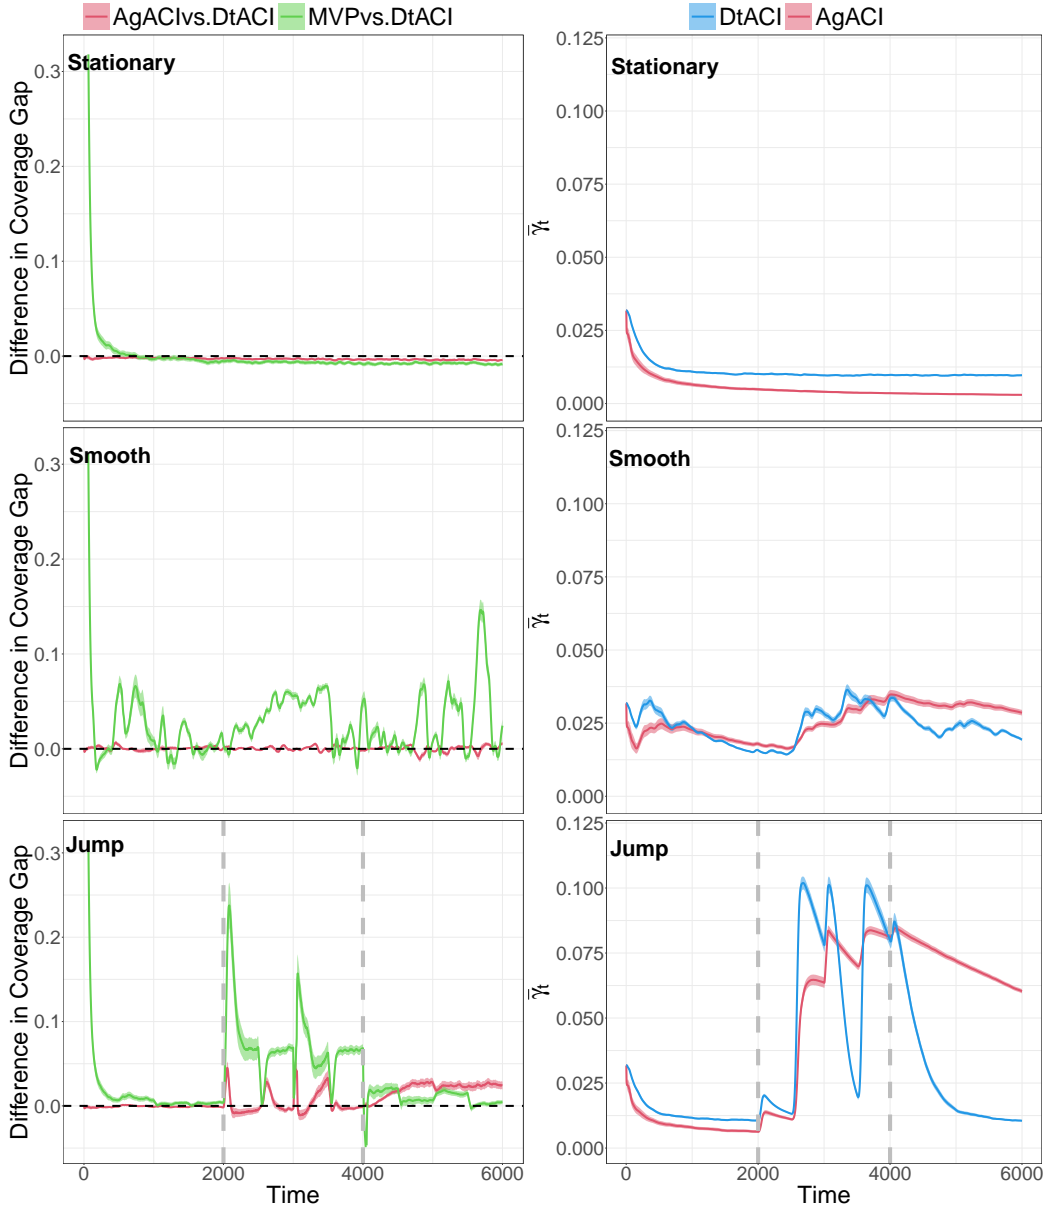 AgACIvs.DtACI MVPvs.DtACI
DtACI AgACI
Stationary
Difference in Coverage Gap
0.3
0.2
0.1
0.0
Stationary
γ̄t
0.125
0.100
0.075
0.050
0.025
0.000
Smooth
Difference in Coverage Gap
0.3
0.2
0.1
0.0
Smooth
γ̄t
0.125
0.100
0.075
0.050
0.025
0.000
Jump
Difference in Coverage Gap
0.3
0.2
0.1
0.0
0 2000 4000 6000
Time
Jump
γ̄t
0.125
0.100
0.075
0.050
0.025
0.000
0 2000 4000 6000
Time